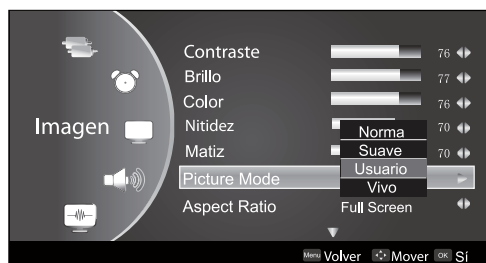 Contraste 76
Brillo 77
Color 76
Imagen
Nitidez 70
Norma
Matiz 70
Suave
Usuario
Picture Mode
Vivo
Aspect Ratio Full Screen
Menu Volver Mover OK Sí